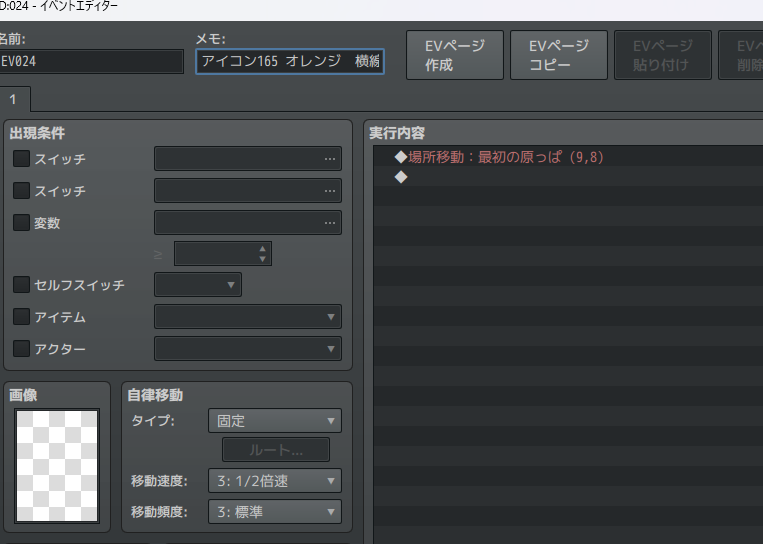 D:024 - イベントエディター
名前:
メモ:
EV024
アイコン165 オレンジ　横線
EVページ
作成
EVページ
コピー
EVページ
貼り付け
EVペ
削除
1
出現条件
スイッチ
...
スイッチ
...
変数
...
≥
セルフスイッチ
アイテム
アクター
画像
自律移動
タイプ:
固定
ルート...
移動速度:
3: 1/2倍速
移動頻度:
3: 標準
実行内容
◆場所移動：最初の原っぱ (9,8)
◆